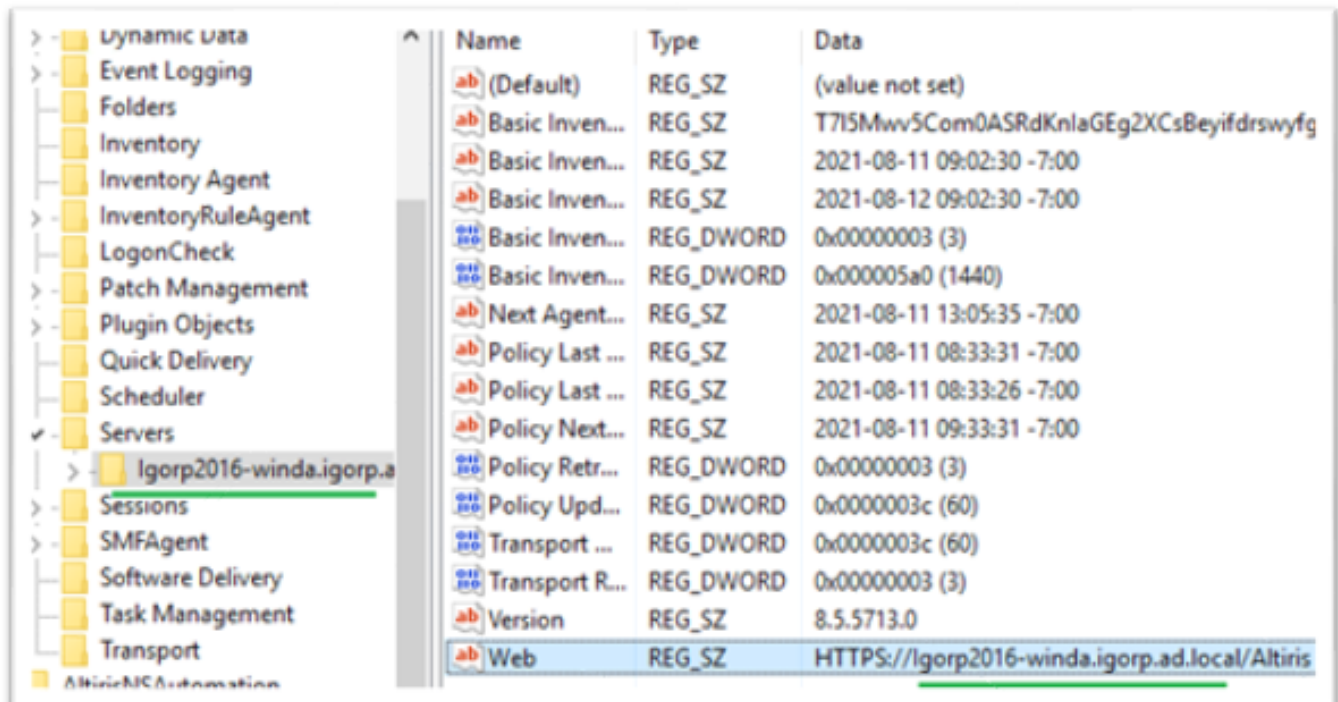 Dynamic Data
Event Logging
Folders
Inventory
Inventory Agent
InventoryRuleAgent
LogonCheck
Patch Management
Plugin Objects
Quick Delivery
Scheduler
Servers
Igorp2016-winda.igorp.a
Sessions
SMFAgent
Software Delivery
Task Management
Transport
AltirisNSAutomation
Name Type Data
(Default) REG_SZ (value not set)
Basic Inven... REG_SZ T7I5Mwv5Com0ASRdKnlaGEg2XCsBeyifdrswyfg
Basic Inven... REG_SZ 2021-08-11 09:02:30 -7:00
Basic Inven... REG_SZ 2021-08-12 09:02:30 -7:00
Basic Inven... REG_DWORD 0x00000003 (3)
Basic Inven... REG_DWORD 0x000005a0 (1440)
Next Agent... REG_SZ 2021-08-11 13:05:35 -7:00
Policy Last ... REG_SZ 2021-08-11 08:33:31 -7:00
Policy Last ... REG_SZ 2021-08-11 08:33:26 -7:00
Policy Next... REG_SZ 2021-08-11 09:33:31 -7:00
Policy Retr... REG_DWORD 0x00000003 (3)
Policy Upd... REG_DWORD 0x0000003c (60)
Transport ... REG_DWORD 0x0000003c (60)
Transport R... REG_DWORD 0x00000003 (3)
Version REG_SZ 8.5.5713.0
Web REG_SZ HTTPS://Igorp2016-winda.igorp.ad.local/Altiris